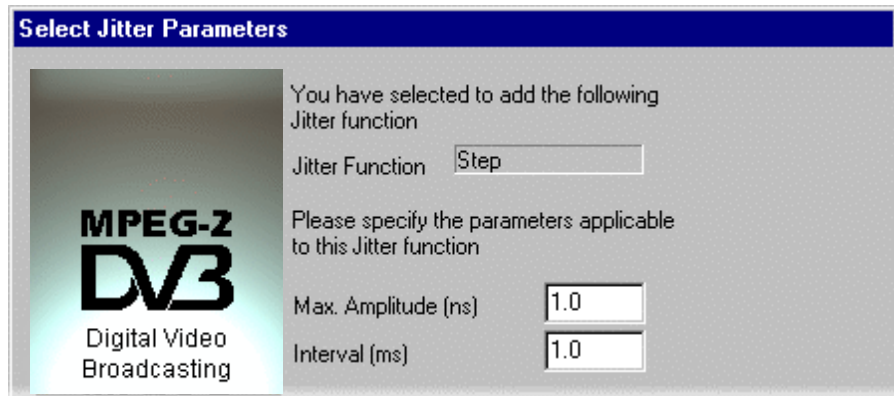 Select Jitter Parameters
You have selected to add the following
Jitter function
Jitter Function Step
Please specify the parameters applicable
to this Jitter function
Max. Amplitude (ns) 1.0
Interval (ms) 1.0
MPEG-2
DVB
Digital Video
Broadcasting